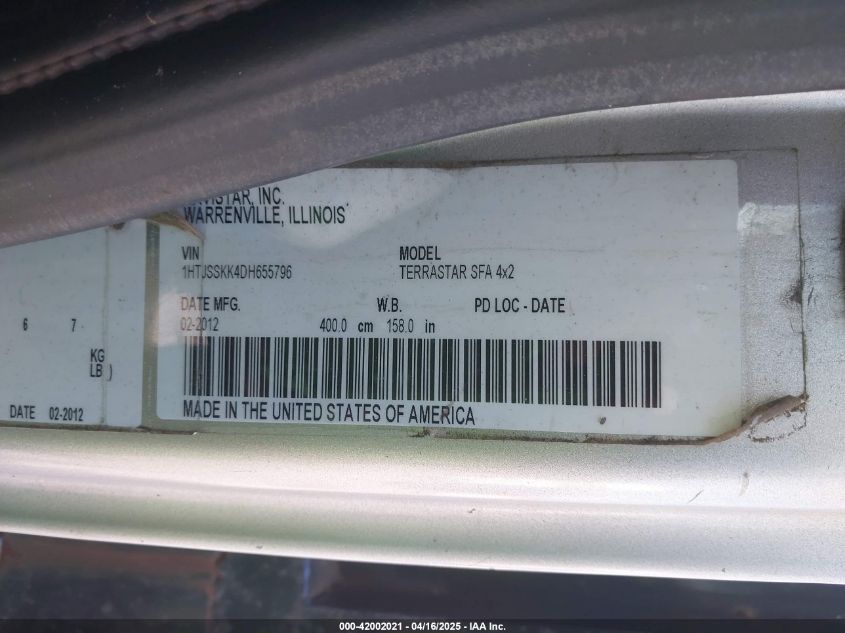 INC.
WARRENVILLE, ILLINOIS
VIN MODEL
1HTJSSKK4DH655796 TERRASTAR SFA 4x2
DATE MFG. W.B. PD LOC - DATE
02-2012 400.0 cm 158.0 in
MADE IN THE UNITED STATES OF AMERICA
6 7
KG
LB )
DATE 02-2012
000-42002021 - 04/16/2025 - IAA Inc.